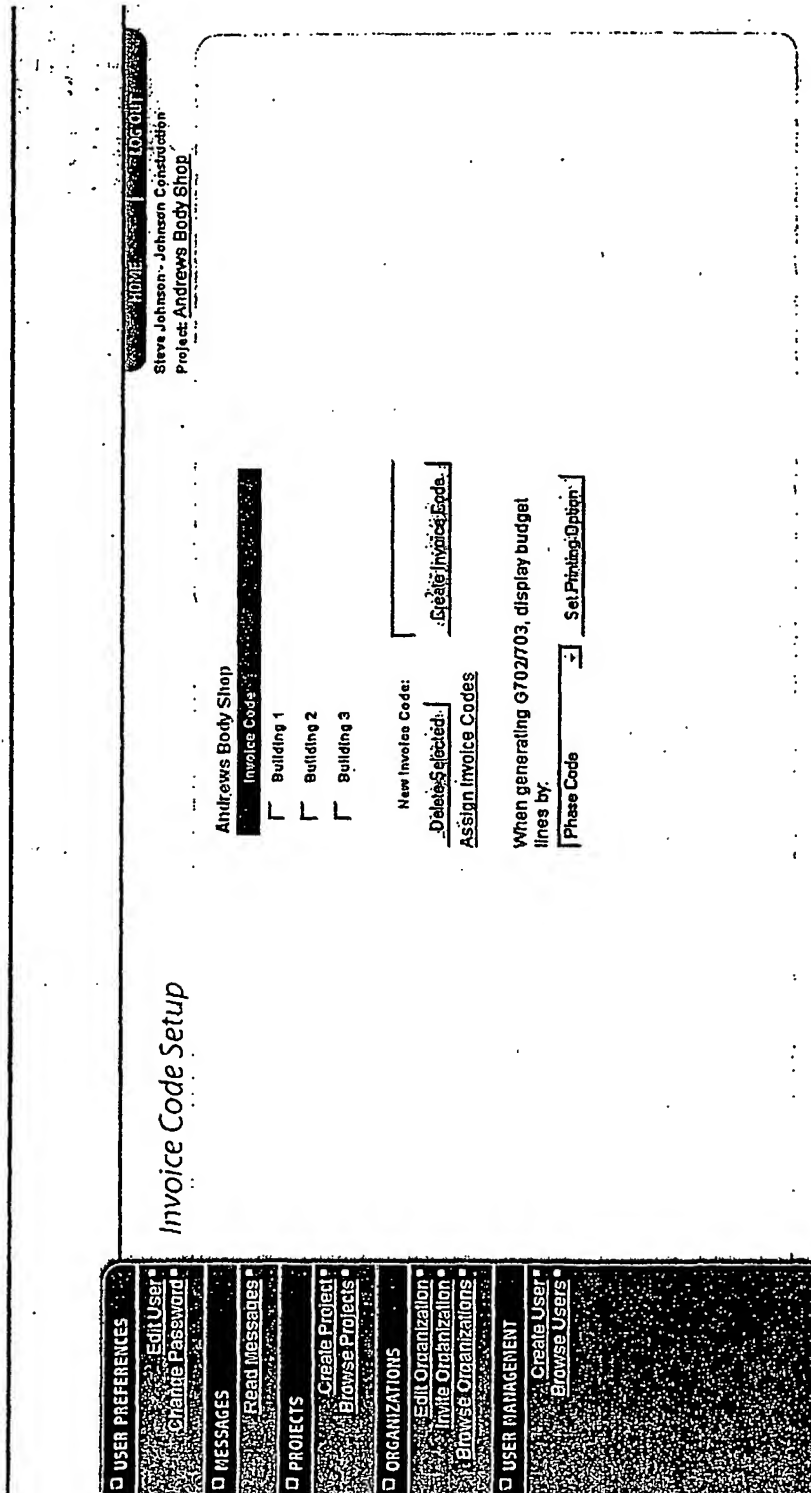 HOME
LOG OUT
Steve Johnson - Johnson Construction
Project: Andrews Body Shop
USER PREFERENCES
Edit User
Change Password
MESSAGES
Read Messages
PROJECTS
Create Project
Browse Projects
ORGANIZATIONS
Edit Organization
Invite Organization
Browse Organizations
USER MANAGEMENT
Create User
Browse Users
Invoice Code Setup
Andrews Body Shop
Invoice Code
Building 1
Building 2
Building 3
New Invoice Code:
Delete Selected
Create Invoice Code
Assign Invoice Codes
When generating G702/703, display budget
lines by:
Phase Code
Set Printing Option